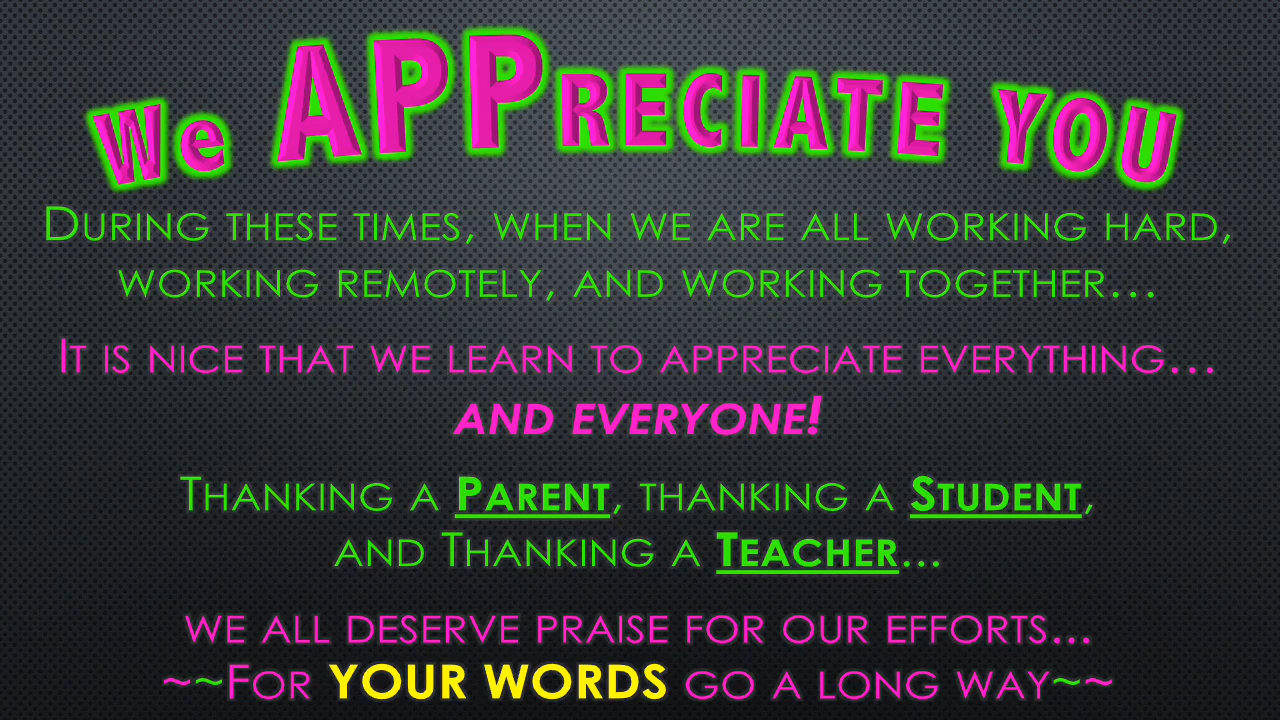 We APPRECIATE YOU
DURING THESE TIMES, WHEN WE ARE ALL WORKING HARD,
WORKING REMOTELY, AND WORKING TOGETHER...
IT IS NICE THAT WE LEARN TO APPRECIATE EVERYTHING...
AND EVERYONE!
THANKING A PARENT, THANKING A STUDENT,
AND THANKING A TEACHER...
WE ALL DESERVE PRAISE FOR OUR EFFORTS...
~~FOR YOUR WORDS GO A LONG WAY~~